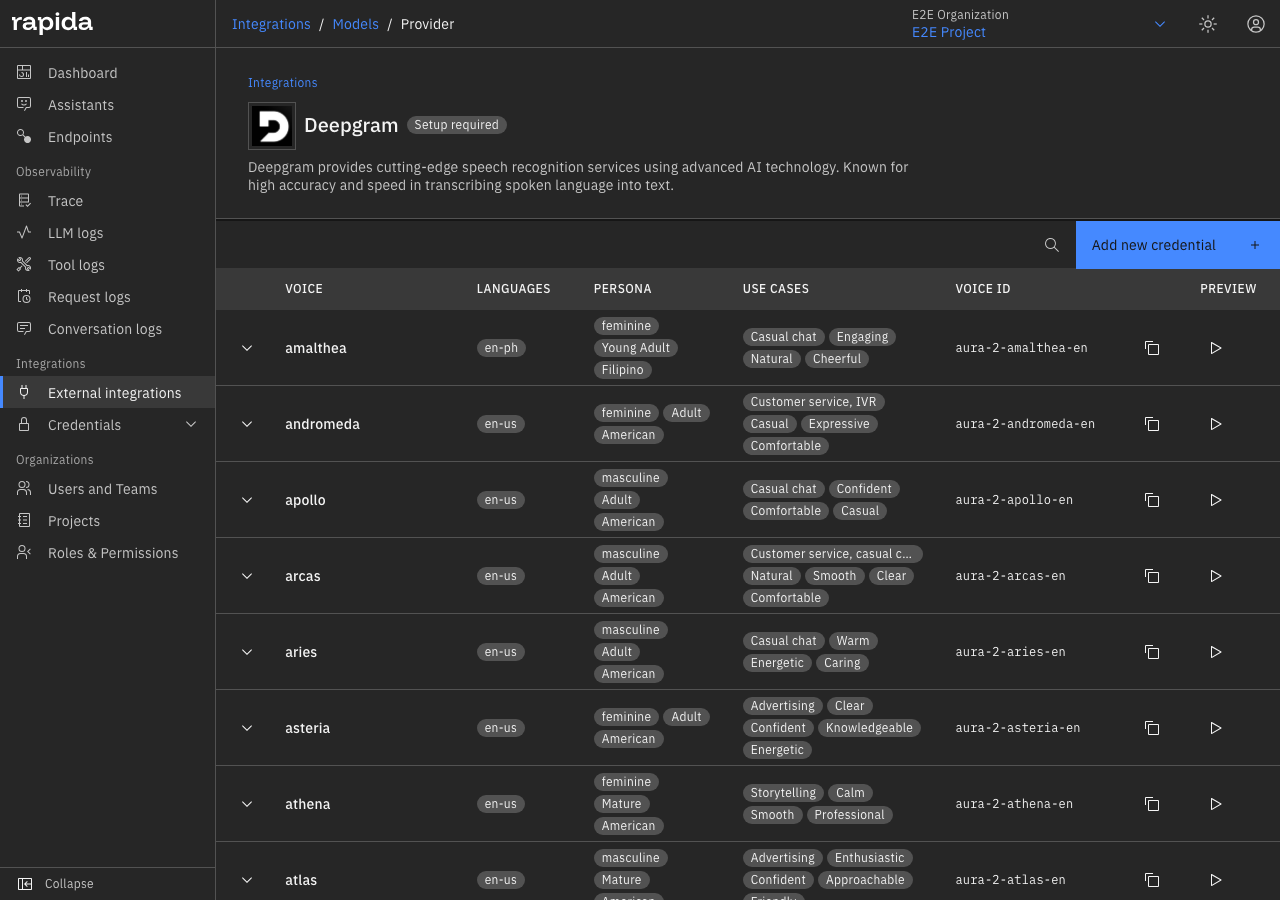 rapida
Integrations / Models / Provider
E2E Organization
E2E Project
Dashboard
Assistants
Endpoints
Observability
Trace
LLM logs
Tool logs
Request logs
Conversation logs
Integrations
External integrations
Credentials
Organizations
Users and Teams
Projects
Roles & Permissions
Collapse
Integrations
Deepgram Setup required
Deepgram provides cutting-edge speech recognition services using advanced AI technology. Known for
high accuracy and speed in transcribing spoken language into text.
Add new credential +
VOICE LANGUAGES PERSONA USE CASES VOICE ID PREVIEW
amalthea
en-ph
feminine
Young Adult
Filipino
Casual chat Engaging
Natural Cheerful
aura-2-amalthea-en
andromeda
en-us
feminine Adult
American
Customer service, IVR
Casual Expressive
Comfortable
aura-2-andromeda-en
apollo
en-us
masculine
Adult
American
Casual chat Confident
Comfortable Casual
aura-2-apollo-en
arcas
en-us
masculine
Adult
American
Customer service, casual c...
Natural Smooth Clear
Comfortable
aura-2-arcas-en
aries
en-us
masculine
Adult
American
Casual chat Warm
Energetic Caring
aura-2-aries-en
asteria
en-us
feminine Adult
American
Advertising Clear
Confident Knowledgeable
Energetic
aura-2-asteria-en
athena
en-us
feminine
Mature
American
Storytelling Calm
Smooth Professional
aura-2-athena-en
atlas
en-us
masculine
Mature
American
Advertising Enthusiastic
Confident Approachable
Friendly
aura-2-atlas-en